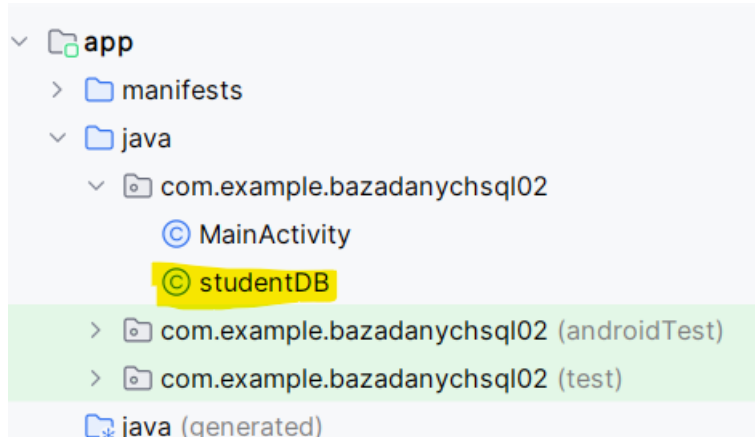 app
manifests
java
com.example.bazadanychsql02
MainActivity
studentDB
com.example.bazadanychsql02 (androidTest)
com.example.bazadanychsql02 (test)
java (generated)